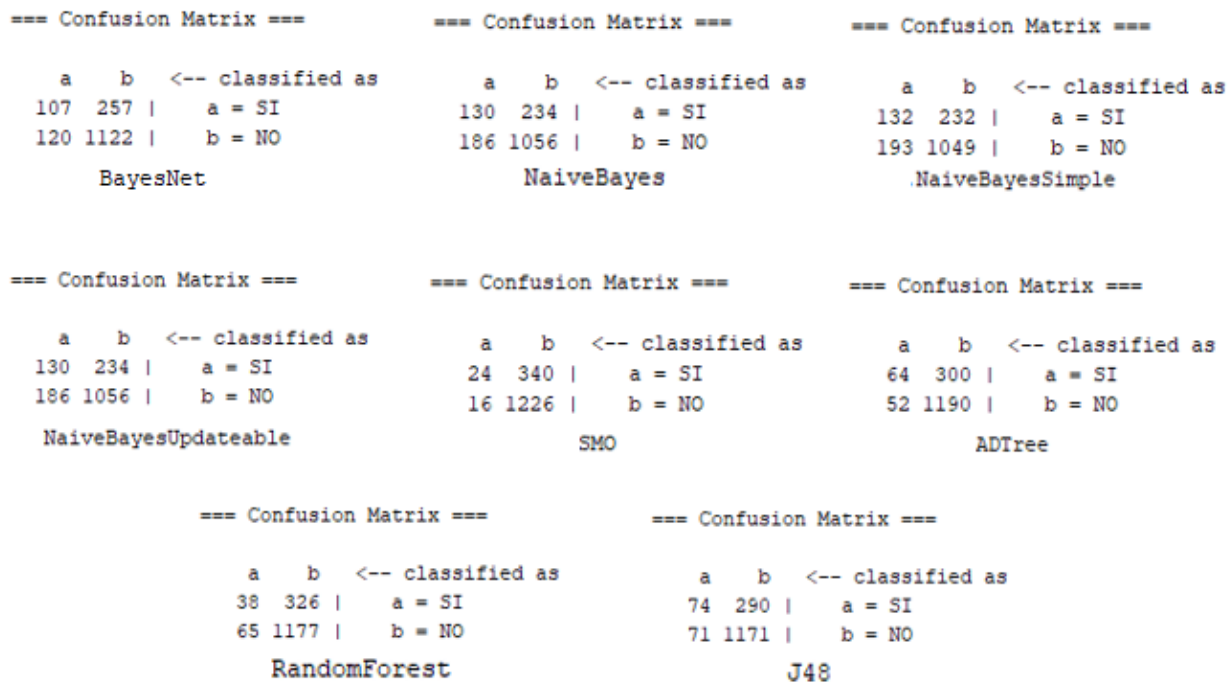 === Confusion Matrix ===
a b <-- classified as
107 257 | a = SI
120 1122 | b = NO
BayesNet
=== Confusion Matrix ===
a b <-- classified as
130 234 | a = SI
186 1056 | b = NO
NaiveBayes
=== Confusion Matrix ===
a b <-- classified as
132 232 | a = SI
193 1049 | b = NO
.NaiveBayesSimple
=== Confusion Matrix ===
a b <-- classified as
130 234 | a = SI
186 1056 | b = NO
NaiveBayesUpdateable
=== Confusion Matrix ===
a b <-- classified as
24 340 | a = SI
16 1226 | b = NO
SMO
=== Confusion Matrix ===
a b <-- classified as
64 300 | a = SI
52 1190 | b = NO
ADTree
=== Confusion Matrix ===
a b <-- classified as
38 326 | a = SI
65 1177 | b = NO
RandomForest
=== Confusion Matrix ===
a b <-- classified as
74 290 | a = SI
71 1171 | b = NO
J48